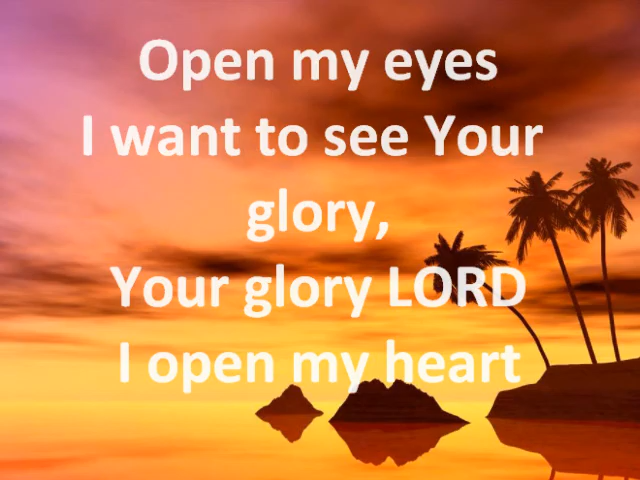 Open my eyes
I want to see Your
glory,
Your glory LORD
I open my heart